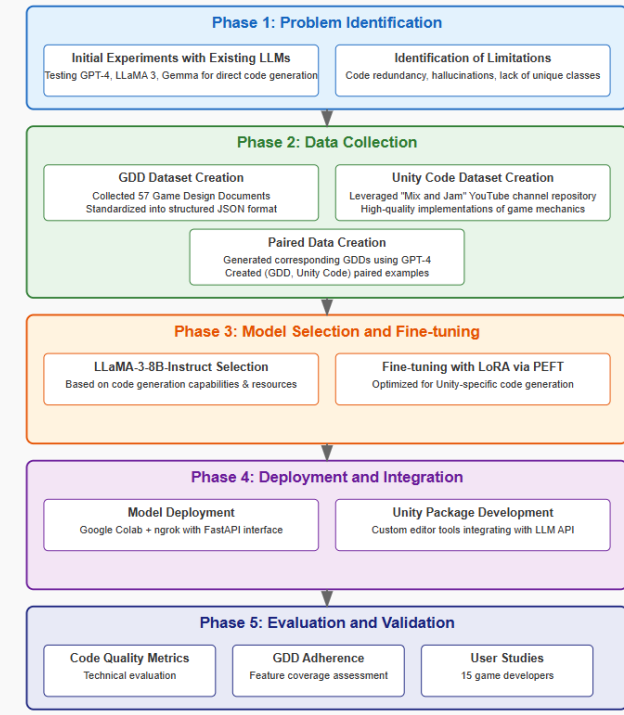 Phase 1: Problem Identification
Initial Experiments with Existing LLMs
Testing GPT-4, LLaMA 3, Gemma for direct code generation
Identification of Limitations
Code redundancy, hallucinations, lack of unique classes
Phase 2: Data Collection
GDD Dataset Creation
Collected 57 Game Design Documents
Standardized into structured JSON format
Unity Code Dataset Creation
Leveraged "Mix and Jam" YouTube channel repository
High-quality implementations of game mechanics
Paired Data Creation
Generated corresponding GDDs using GPT-4
Created (GDD, Unity Code) paired examples
Phase 3: Model Selection and Fine-tuning
LLaMA-3-8B-Instruct Selection
Based on code generation capabilities & resources
Fine-tuning with LoRA via PEFT
Optimized for Unity-specific code generation
Phase 4: Deployment and Integration
Model Deployment
Google Colab + ngrok with FastAPI interface
Unity Package Development
Custom editor tools integrating with LLM API
Phase 5: Evaluation and Validation
Code Quality Metrics
Technical evaluation
GDD Adherence
Feature coverage assessment
User Studies
15 game developers